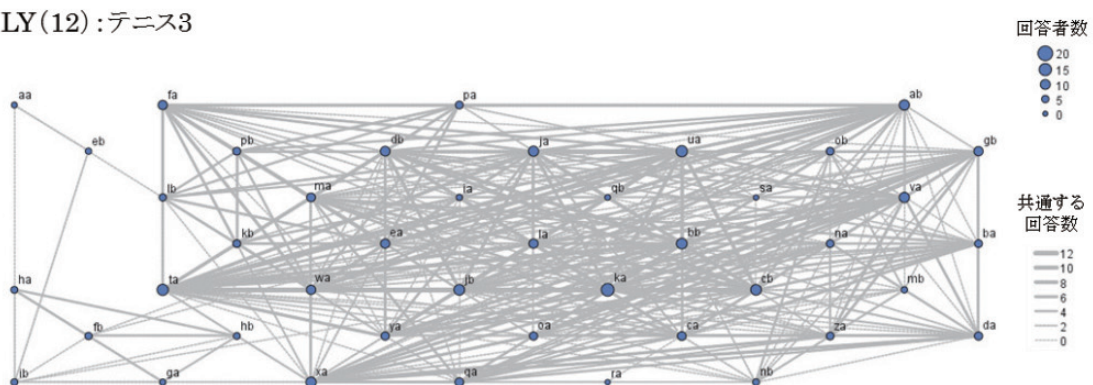 LY(12):テニス3
回答者数
20
15
10
5
0
共通する
回答数
12
10
8
6
4
2
0
aa
fa
pa
ab
eb
pb
db
ja
ua
ob
gb
lb
ma
ia
qb
sa
va
kb
ea
la
bb
na
ba
ha
ta
wa
jb
ka
cb
mb
fb
hb
ya
oa
ca
za
da
ib
ga
xa
qa
ra
nb